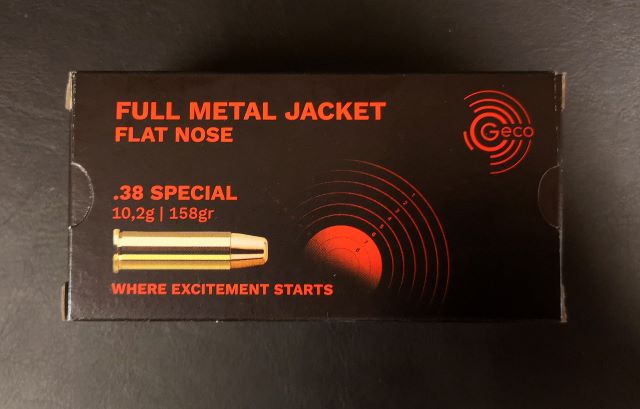 FULL METAL JACKET
FLAT NOSE
Geco
.38 SPECIAL
10,2g | 158gr
WHERE EXCITEMENT STARTS